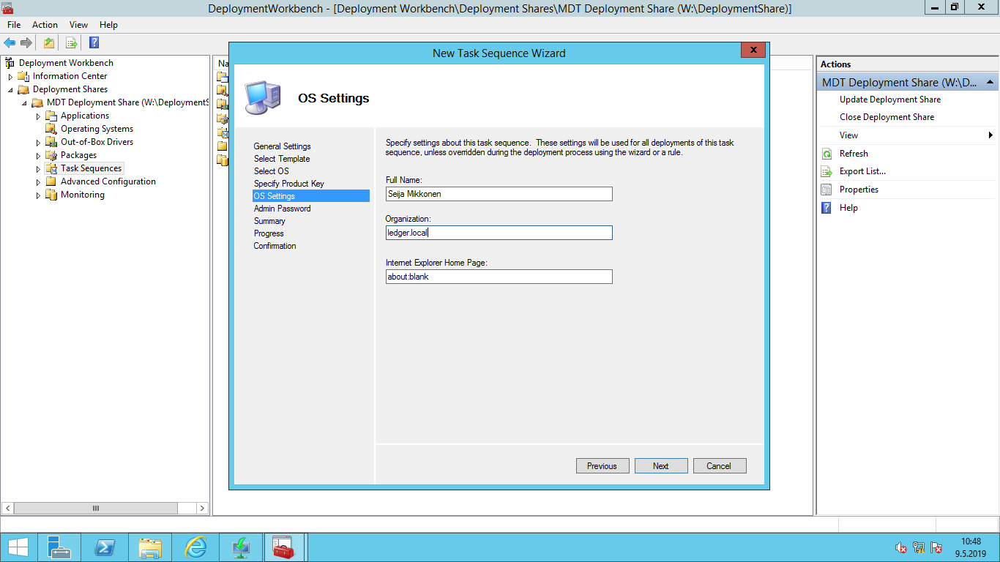 DeploymentWorkbench - [Deployment Workbench\Deployment Shares\MDT Deployment Share (W:\DeploymentShare)]
File Action View Help
Deployment Workbench
Information Center
Deployment Shares
MDT Deployment Share (W:\DeploymentS
Applications
Operating Systems
Out-of-Box Drivers
Packages
Task Sequences
Advanced Configuration
Monitoring
Na
New Task Sequence Wizard
OS Settings
General Settings
Select Template
Select OS
Specify Product Key
OS Settings
Admin Password
Summary
Progress
Confirmation
Specify settings about this task sequence. These settings will be used for all deployments of this task
sequence, unless overridden during the deployment process using the wizard or a rule.
Full Name:
Seija Mikkonen
Organization:
ledger.local
Internet Explorer Home Page:
about:blank
Previous Next Cancel
Actions
MDT Deployment Share (W:\D...
Update Deployment Share
Close Deployment Share
View
Refresh
Export List...
Properties
Help
10:48
9.5.2019